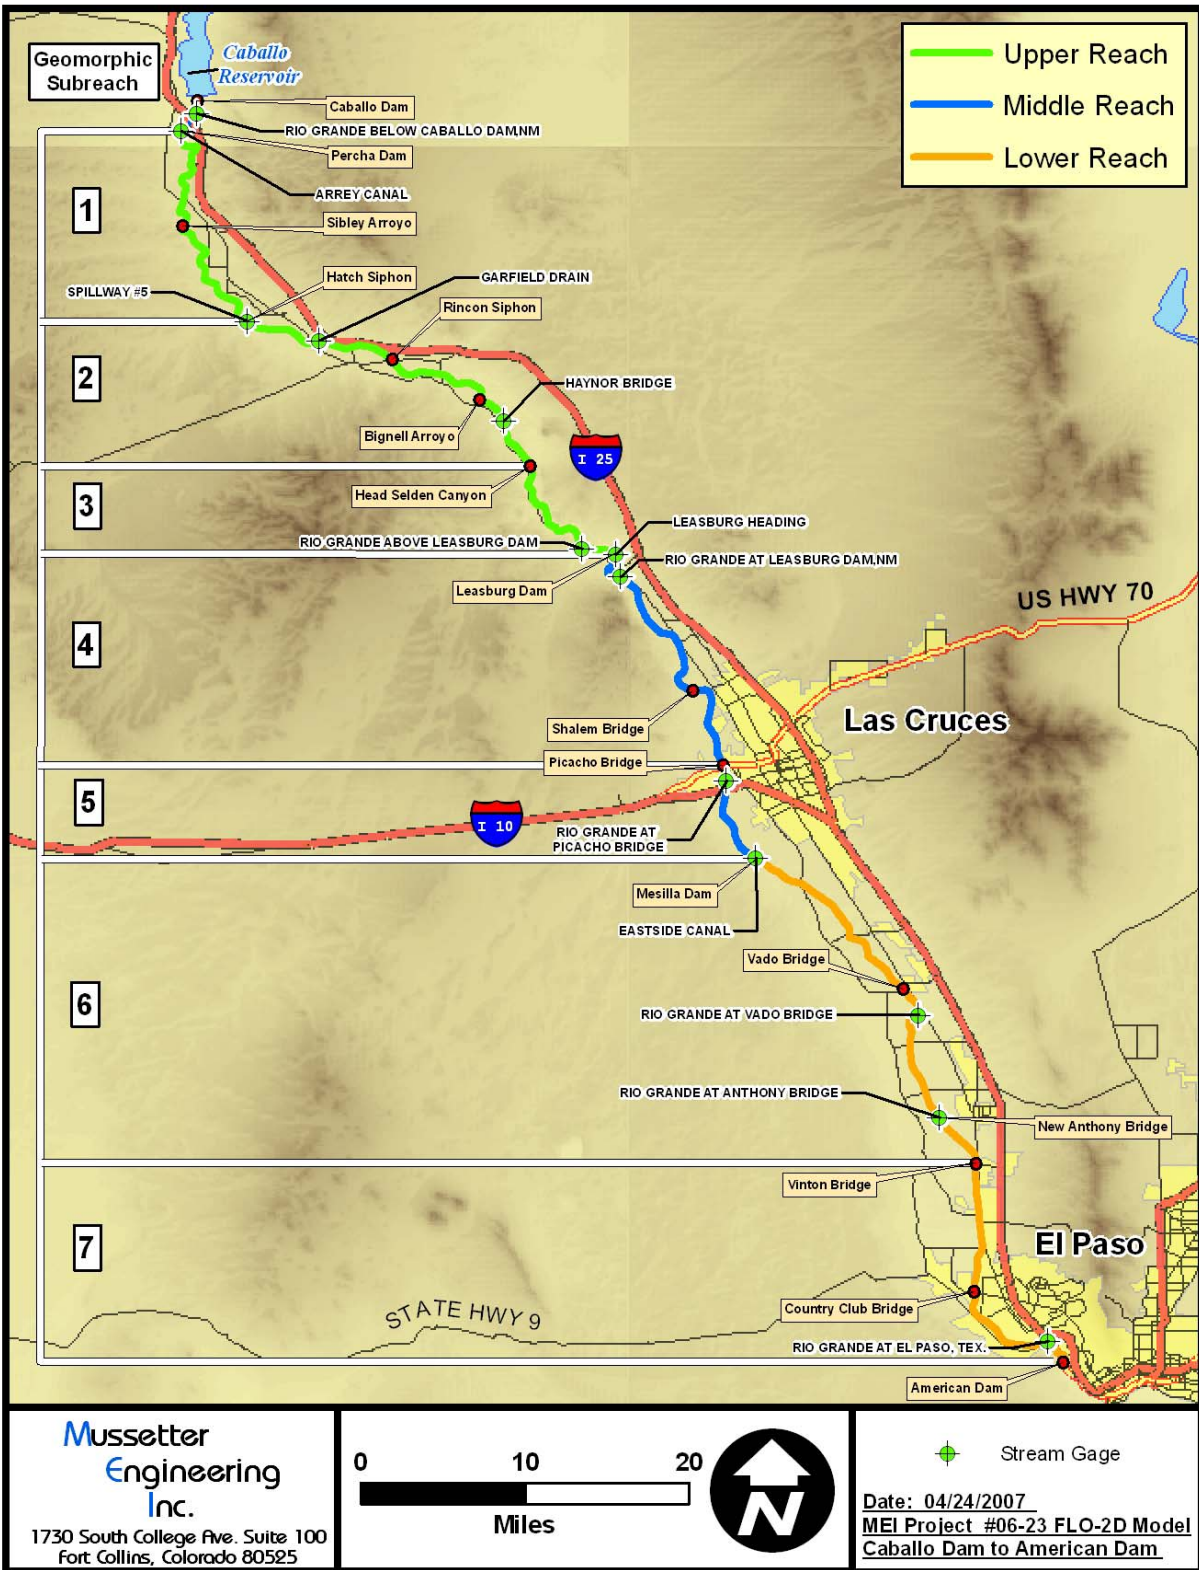 Geomorphic
Subreach
Caballo
Reservoir
Upper Reach
Middle Reach
Lower Reach
Caballo Dam
RIO GRANDE BELOW CABALLO DAM,NM
Percha Dam
ARREY CANAL
1
Sibley Arroyo
Hatch Siphon
GARFIELD DRAIN
SPILLWAY #5
Rincon Siphon
2
HAYNOR BRIDGE
Bignell Arroyo
I 25
Head Selden Canyon
3
LEASBURG HEADING
RIO GRANDE ABOVE LEASBURG DAM
RIO GRANDE AT LEASBURG DAM,NM
Leasburg Dam
US HWY 70
4
Las Cruces
Shalem Bridge
Picacho Bridge
5
I 10
RIO GRANDE AT
PICACHO BRIDGE
Mesilla Dam
EASTSIDE CANAL
Vado Bridge
6
RIO GRANDE AT VADO BRIDGE
RIO GRANDE AT ANTHONY BRIDGE
New Anthony Bridge
Vinton Bridge
7
El Paso
Country Club Bridge
STATE HWY 9
RIO GRANDE AT EL PASO, TEX.
American Dam
Mussetter
Engineering
Inc.
1730 South College Ave. Suite 100
Fort Collins, Colorado 80525
0 10 20
Miles
N
Stream Gage
Date: 04/24/2007
MEI Project #06-23 FLO-2D Model
Caballo Dam to American Dam